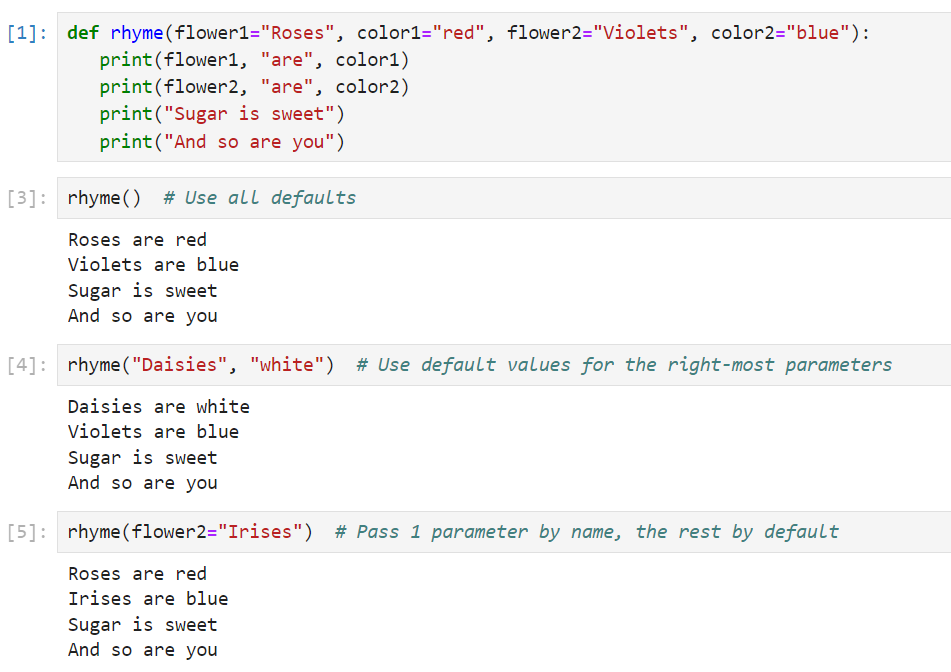 [1]: def rhyme(flower1="Roses", color1="red", flower2="Violets", color2="blue"):
print(flower1, "are", color1)
print(flower2, "are", color2)
print("Sugar is sweet")
print("And so are you")
[3]: rhyme()  # Use all defaults
Roses are red
Violets are blue
Sugar is sweet
And so are you
[4]: rhyme("Daisies", "white")  # Use default values for the right-most parameters
Daisies are white
Violets are blue
Sugar is sweet
And so are you
[5]: rhyme(flower2="Irises")  # Pass 1 parameter by name, the rest by default
Roses are red
Irises are blue
Sugar is sweet
And so are you